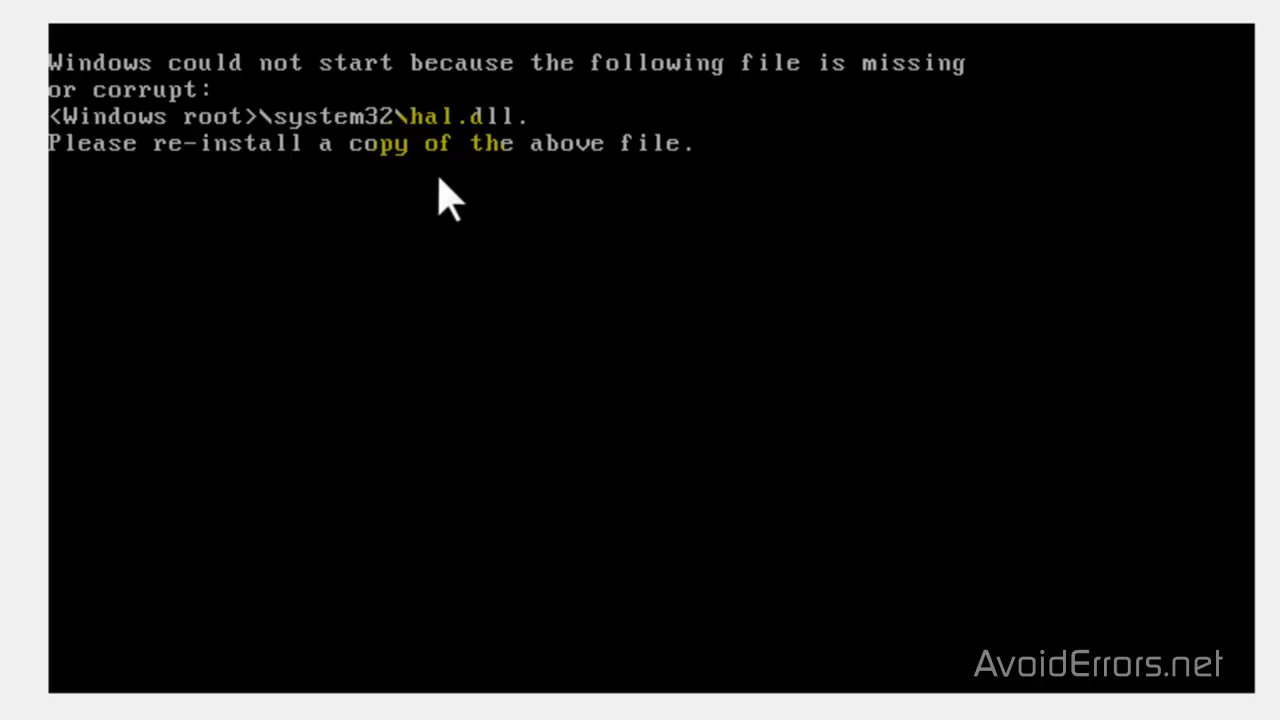 Windows could not start because the following file is missing
or corrupt:
<Windows root>\system32\hal.dll.
Please re-install a copy of the above file.
AvoidErrors.net